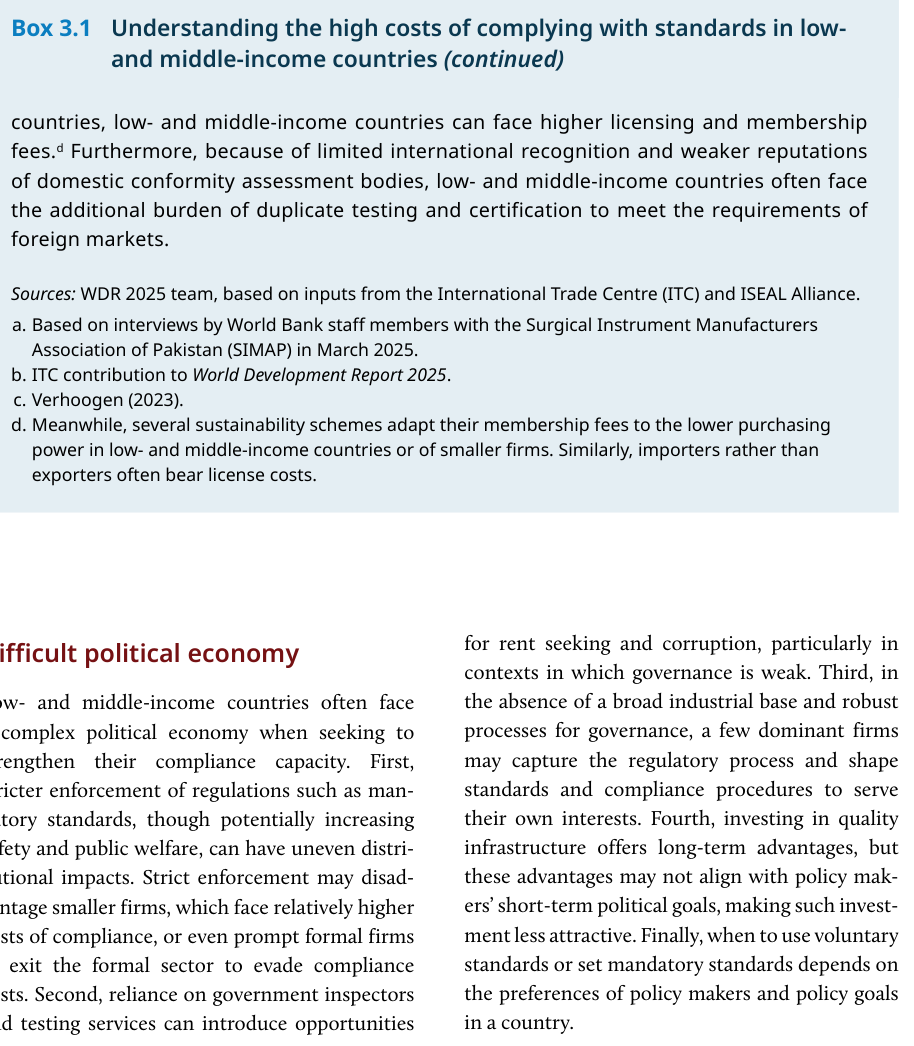 Box 3.1 Understanding the high costs of complying with standards in low-
and middle-income countries (continued)
countries, low- and middle-income countries can face higher licensing and membership
fees.ᵈ Furthermore, because of limited international recognition and weaker reputations
of domestic conformity assessment bodies, low- and middle-income countries often face
the additional burden of duplicate testing and certification to meet the requirements of
foreign markets.
Sources: WDR 2025 team, based on inputs from the International Trade Centre (ITC) and ISEAL Alliance.
a. Based on interviews by World Bank staff members with the Surgical Instrument Manufacturers
Association of Pakistan (SIMAP) in March 2025.
b. ITC contribution to World Development Report 2025.
c. Verhoogen (2023).
d. Meanwhile, several sustainability schemes adapt their membership fees to the lower purchasing
power in low- and middle-income countries or of smaller firms. Similarly, importers rather than
exporters often bear license costs.
ifficult political economy
ow- and middle-income countries often face
complex political economy when seeking to
rengthen their compliance capacity. First,
ricter enforcement of regulations such as man-
tory standards, though potentially increasing
fety and public welfare, can have uneven distri-
utional impacts. Strict enforcement may disad-
ntage smaller firms, which face relatively higher
sts of compliance, or even prompt formal firms
exit the formal sector to evade compliance
sts. Second, reliance on government inspectors
d testing services can introduce opportunities
for rent seeking and corruption, particularly in
contexts in which governance is weak. Third, in
the absence of a broad industrial base and robust
processes for governance, a few dominant firms
may capture the regulatory process and shape
standards and compliance procedures to serve
their own interests. Fourth, investing in quality
infrastructure offers long-term advantages, but
these advantages may not align with policy mak-
ers' short-term political goals, making such invest-
ment less attractive. Finally, when to use voluntary
standards or set mandatory standards depends on
the preferences of policy makers and policy goals
in a country.